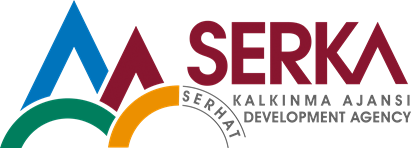 SERKA
SERHAT
KALKINMA AJANSI
DEVELOPMENT AGENCY